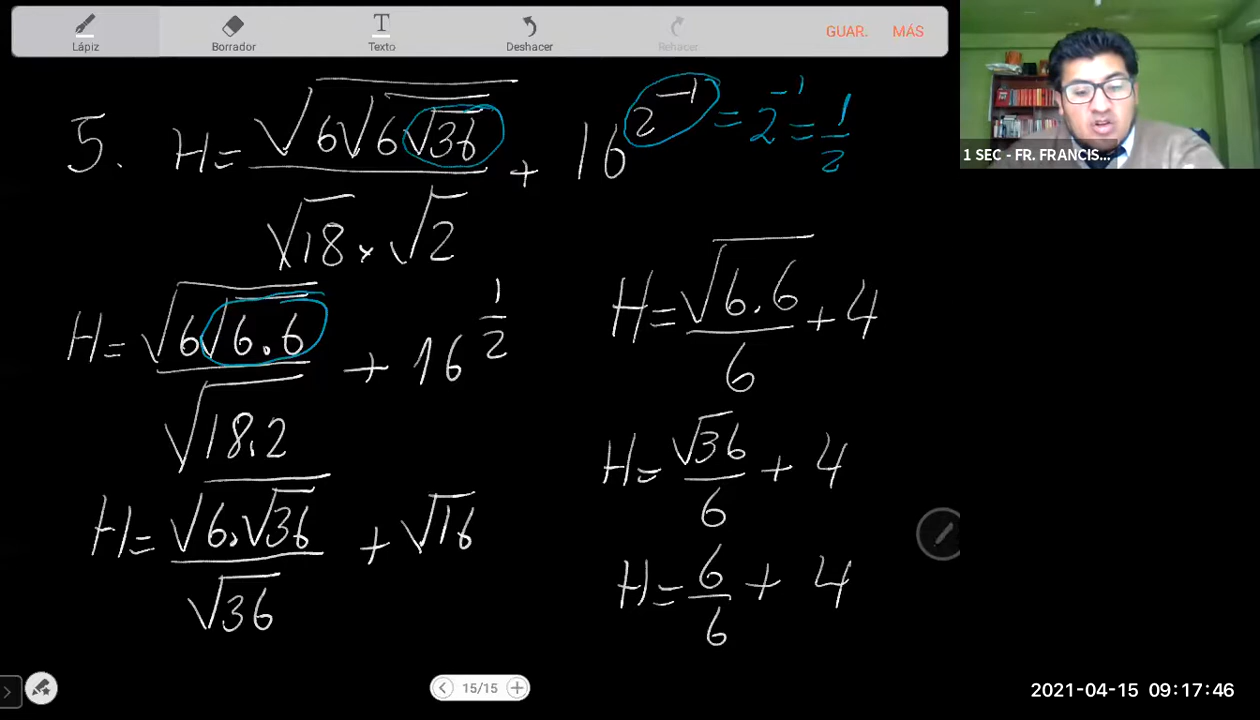 Lápiz Borrador Texto Deshacer Rehacer GUAR. MÁS
5. H = √(6√(6√36)) / (√18 × √2) + 16^(2^-1) = 2^-1 = 1/2
H = √(6√(6.6)) / √(18.2) + 16^(1/2)
H = √(6.√36) / √36 + √16
H = √(6.6) / 6 + 4
H = √36 / 6 + 4
H = 6/6 + 4
1 SEC - FR. FRANCIS...
15/15
2021-04-15 09:17:46